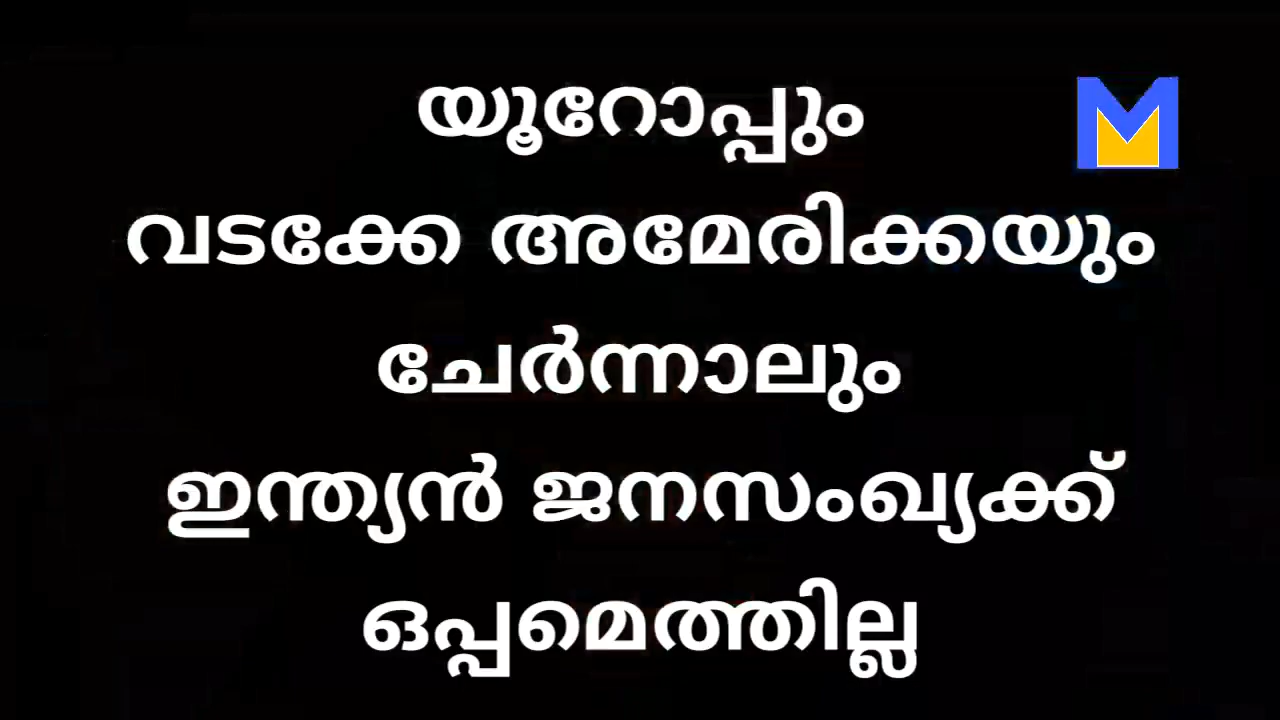 യൂറോപ്പും
വടക്കേ അമേരിക്കയും
ചേർന്നാലും
ഇന്ത്യൻ ജനസംഖ്യക്ക്
ഒപ്പമെത്തില്ല